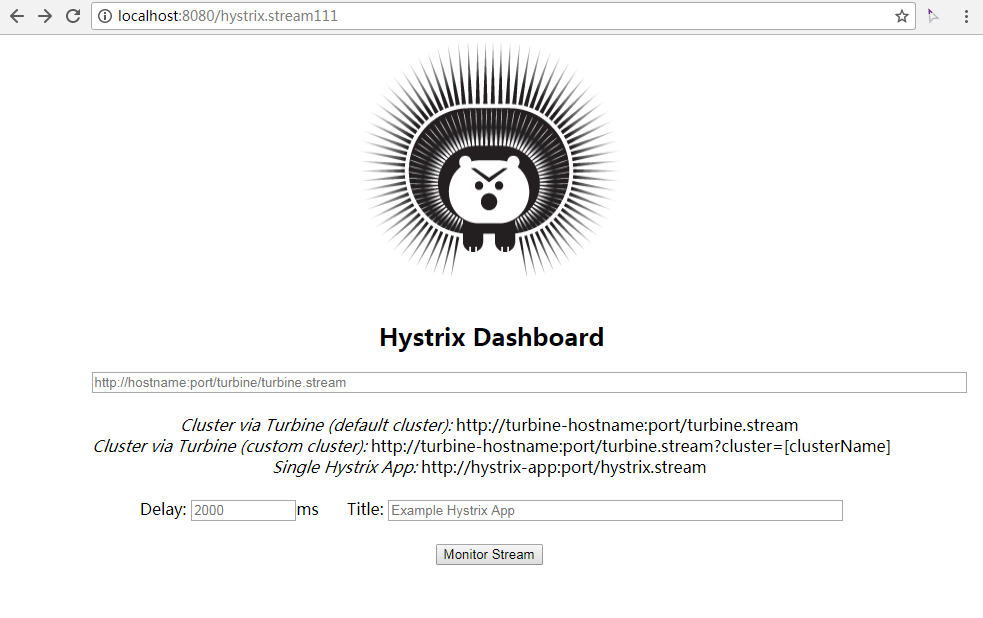 localhost:8080/hystrix.stream111
Hystrix Dashboard
http://hostname:port/turbine/turbine.stream
Cluster via Turbine (default cluster): http://turbine-hostname:port/turbine.stream
Cluster via Turbine (custom cluster): http://turbine-hostname:port/turbine.stream?cluster=[clusterName]
Single Hystrix App: http://hystrix-app:port/hystrix.stream
Delay: 2000 ms Title: Example Hystrix App
Monitor Stream